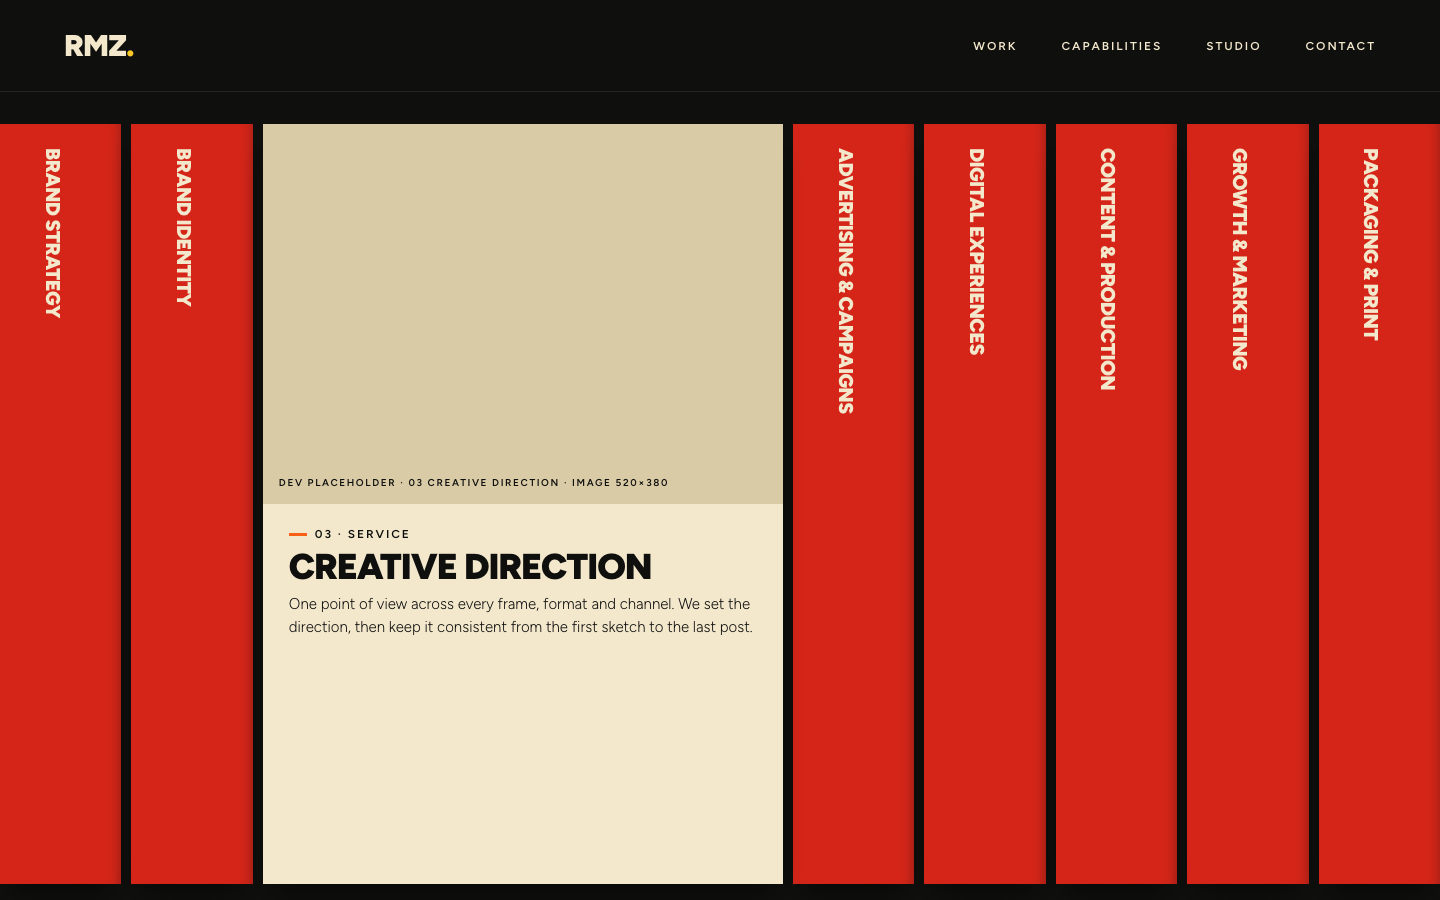 RMZ.
WORK
CAPABILITIES
STUDIO
CONTACT
BRAND STRATEGY
BRAND IDENTITY
DEV PLACEHOLDER · 03 CREATIVE DIRECTION · IMAGE 520×380
03 · SERVICE
CREATIVE DIRECTION
One point of view across every frame, format and channel. We set the
direction, then keep it consistent from the first sketch to the last post.
ADVERTISING & CAMPAIGNS
DIGITAL EXPERIENCES
CONTENT & PRODUCTION
GROWTH & MARKETING
PACKAGING & PRINT